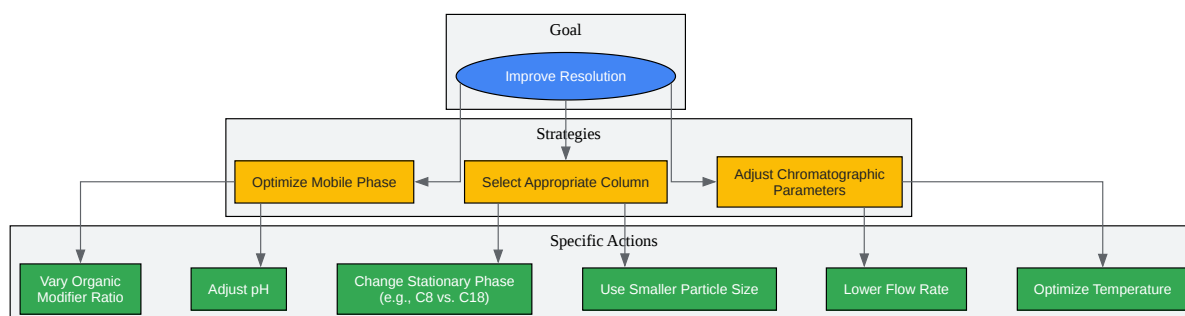 Goal
Improve Resolution
Strategies
Optimize Mobile Phase
Select Appropriate Column
Adjust Chromatographic
Parameters
Specific Actions
Vary Organic
Modifier Ratio
Adjust pH
Change Stationary Phase
(e.g., C8 vs. C18)
Use Smaller Particle Size
Lower Flow Rate
Optimize Temperature